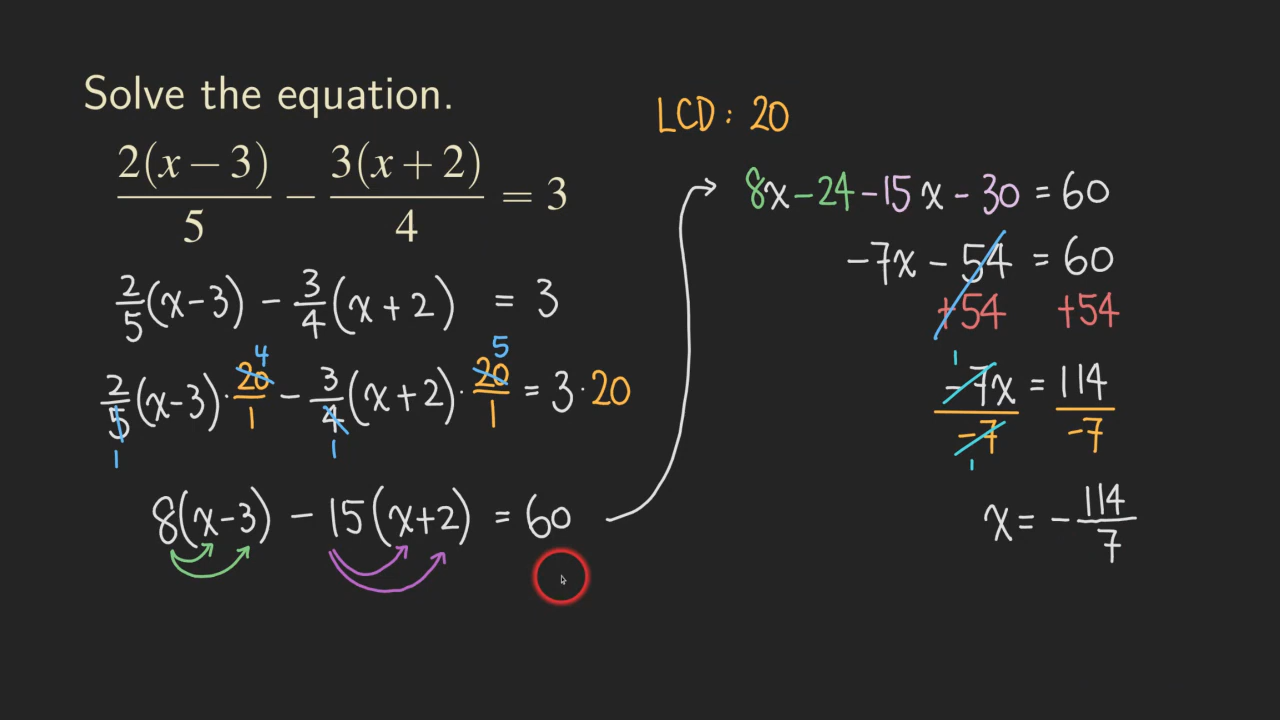 Solve the equation.
2(x − 3)/5 − 3(x + 2)/4 = 3
2/5(x-3) - 3/4(x+2) = 3
4 5
2/5(x-3)·20/1 - 3/4(x+2)·20/1 = 3·20
1 1
8(x-3) - 15(x+2) = 60
LCD: 20
8x-24-15x-30=60
-7x-54=60
+54 +54
1
-7x/-7 = 114/-7
1
x=-114/7